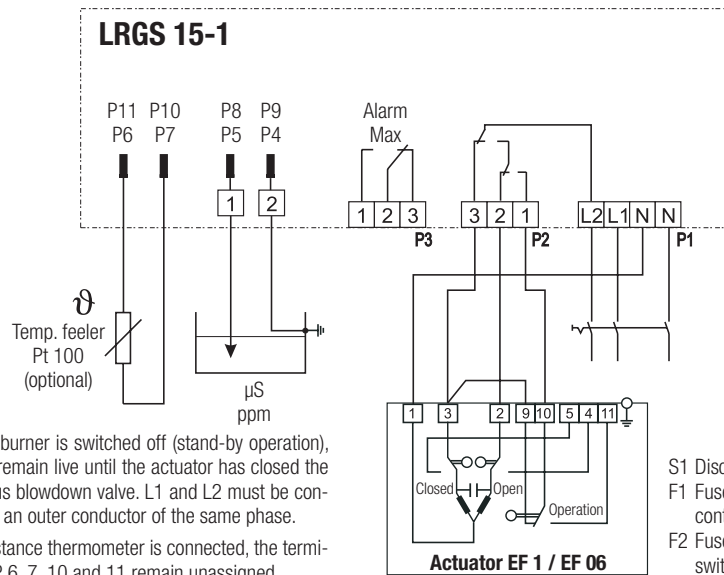 LRGS 15-1
P11 P10 P8 P9
P6 P7 P5 P4
Alarm
Max
1 2
1 2 3
P3
3 2 1
P2
L2 L1 N N
P1
ϑ
Temp. feeler
Pt 100
(optional)
µS
ppm
1 3 2 9 10 5 4 11
Closed Open
Operation
Actuator EF 1 / EF 06
burner is switched off (stand-by operation),
remain live until the actuator has closed the
us blowdown valve. L1 and L2 must be con-
an outer conductor of the same phase.
stance thermometer is connected, the termi-
P 6, 7, 10 and 11 remain unassigned
S1 Disc
F1 Fuse
cont
F2 Fuse
switc